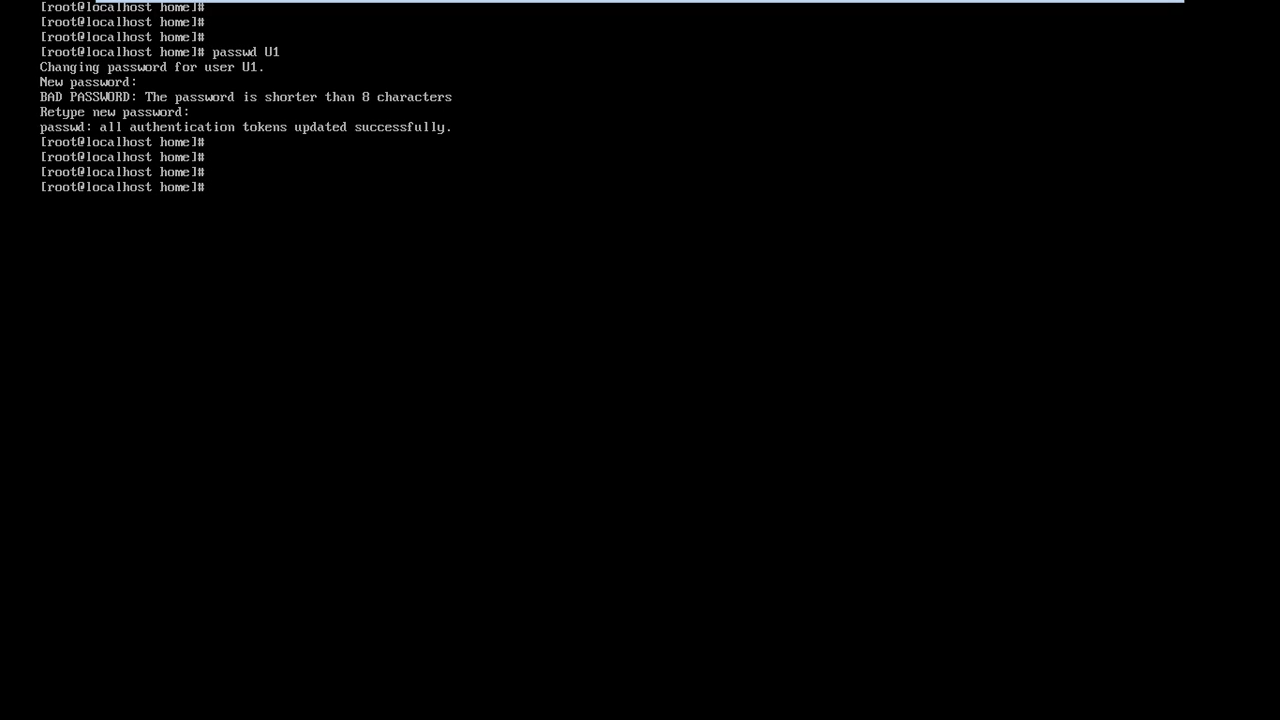 [root@localhost home]#
[root@localhost home]#
[root@localhost home]#
[root@localhost home]# passwd U1
Changing password for user U1.
New password:
BAD PASSWORD: The password is shorter than 8 characters
Retype new password:
passwd: all authentication tokens updated successfully.
[root@localhost home]#
[root@localhost home]#
[root@localhost home]#
[root@localhost home]#